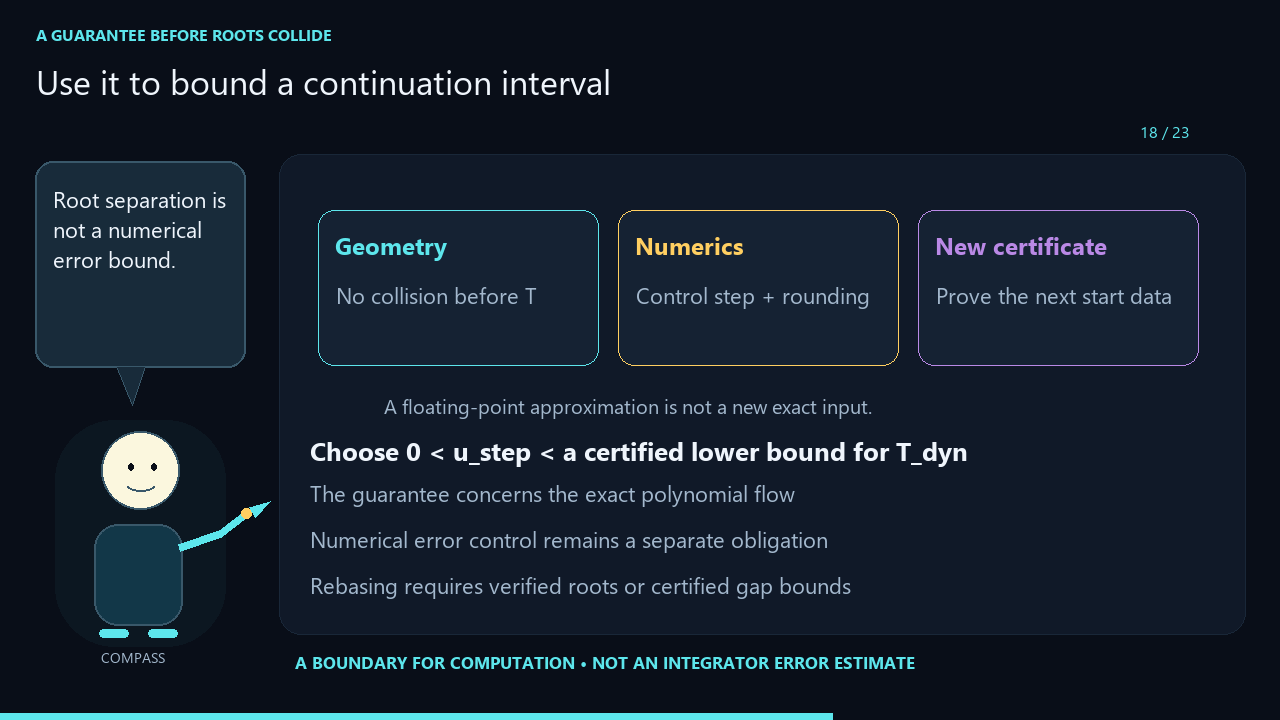 A GUARANTEE BEFORE ROOTS COLLIDE
Use it to bound a continuation interval
18 / 23
Root separation is
not a numerical
error bound.
Geometry
No collision before T
Numerics
Control step + rounding
New certificate
Prove the next start data
A floating-point approximation is not a new exact input.
Choose 0 < u_step < a certified lower bound for T_dyn
The guarantee concerns the exact polynomial flow
Numerical error control remains a separate obligation
Rebasing requires verified roots or certified gap bounds
COMPASS
A BOUNDARY FOR COMPUTATION • NOT AN INTEGRATOR ERROR ESTIMATE